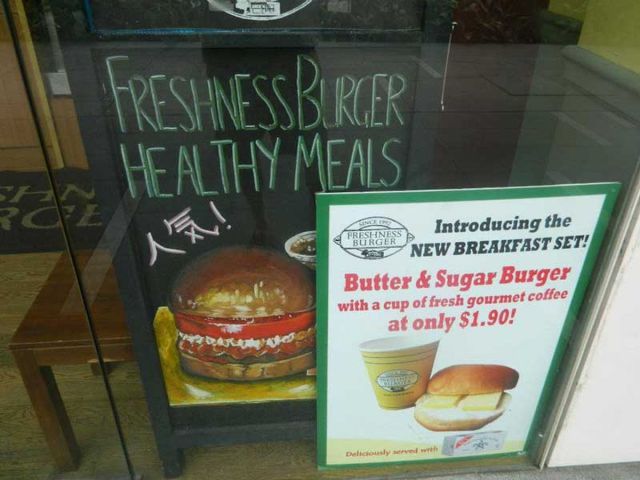 FRESHNESS BURGER
HEALTHY MEALS
人気!
SINCE 1992
FRESHNESS
BURGER
Introducing the
NEW BREAKFAST SET!
Butter & Sugar Burger
with a cup of fresh gourmet coffee
at only $1.90!
Deliciously served with